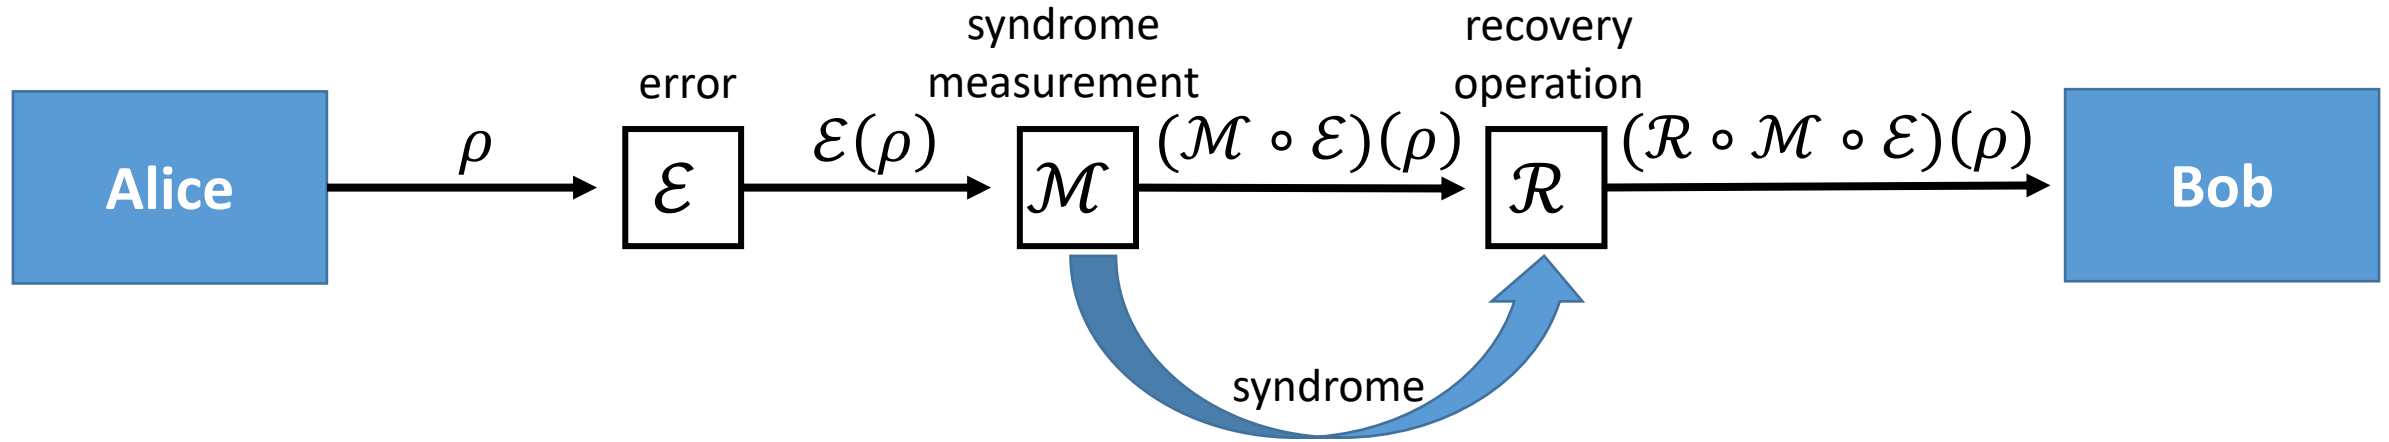 Alice
ρ
error
ℰ
ℰ(ρ)
syndrome
measurement
ℳ
(ℳ ∘ ℰ)(ρ)
recovery
operation
ℛ
(ℛ ∘ ℳ ∘ ℰ)(ρ)
Bob
syndrome